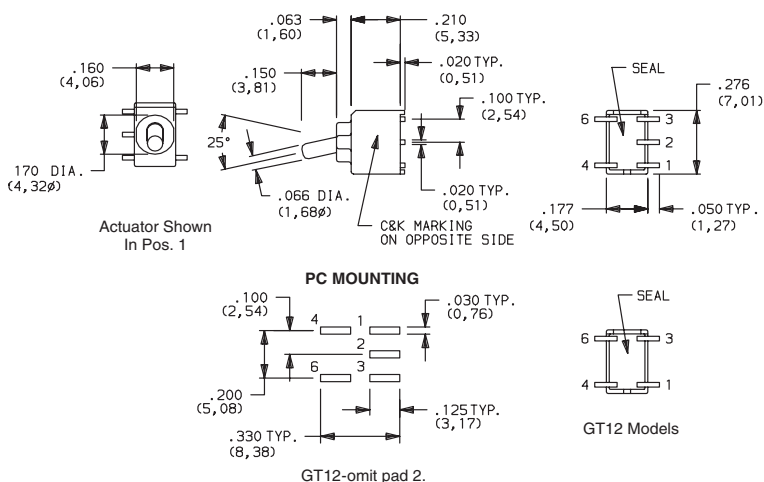 .063
(1,60)
.210
(5,33)
.160
(4,06)
.150
(3,81)
.020 TYP.
(0,51)
.100 TYP.
(2,54)
SEAL
.276
(7,01)
25°
6
3
2
4
1
170 DIA.
(4,32ø)
.066 DIA.
(1,68ø)
.020 TYP.
(0,51)
.177
(4,50)
.050 TYP.
(1,27)
Actuator Shown
In Pos. 1
C&K MARKING
ON OPPOSITE SIDE
PC MOUNTING
.100
(2,54)
4
1
.030 TYP.
(0,76)
2
6
3
.200
(5,08)
.125 TYP.
(3,17)
.330 TYP.
(8,38)
GT12-omit pad 2.
SEAL
6
3
4
1
GT12 Models